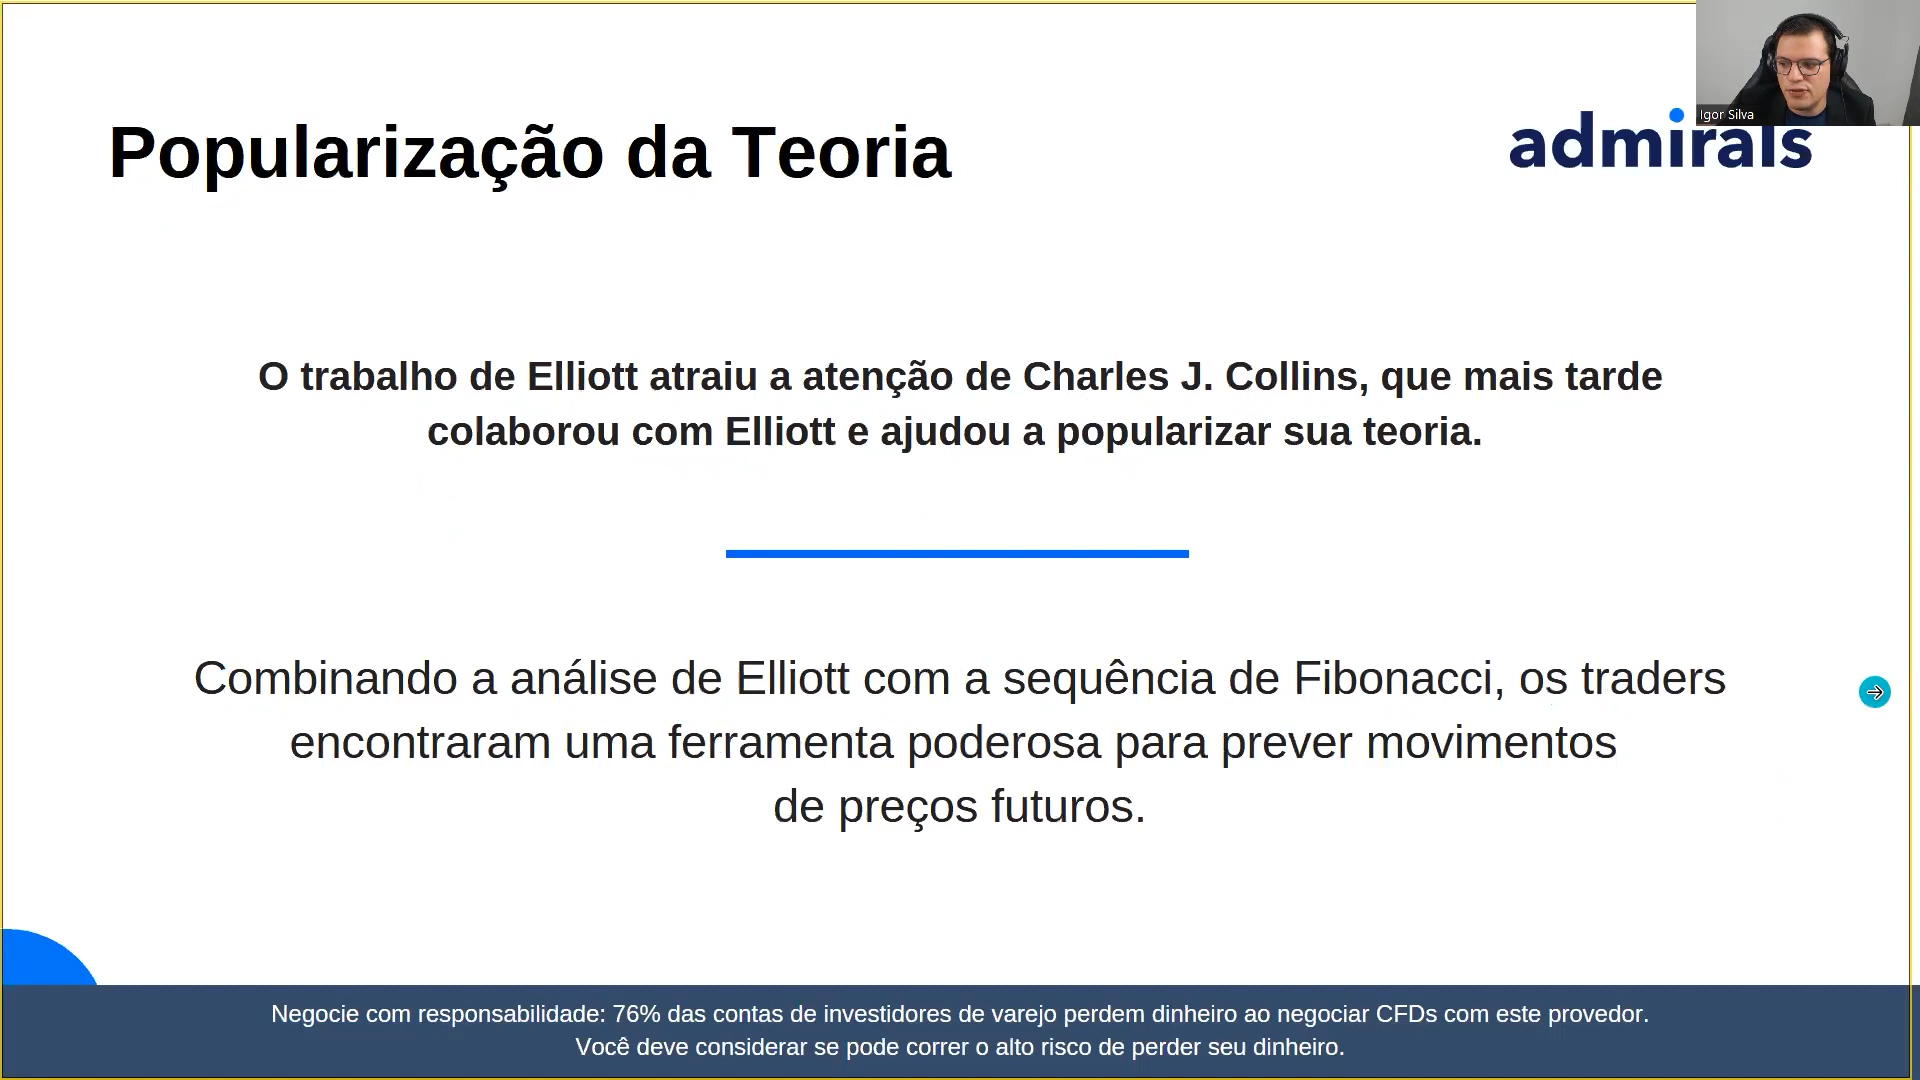 Igor Silva
Popularização da Teoria
admirals
O trabalho de Elliott atraiu a atenção de Charles J. Collins, que mais tarde
colaborou com Elliott e ajudou a popularizar sua teoria.
Combinando a análise de Elliott com a sequência de Fibonacci, os traders
encontraram uma ferramenta poderosa para prever movimentos
de preços futuros.
Negocie com responsabilidade: 76% das contas de investidores de varejo perdem dinheiro ao negociar CFDs com este provedor.
Você deve considerar se pode correr o alto risco de perder seu dinheiro.